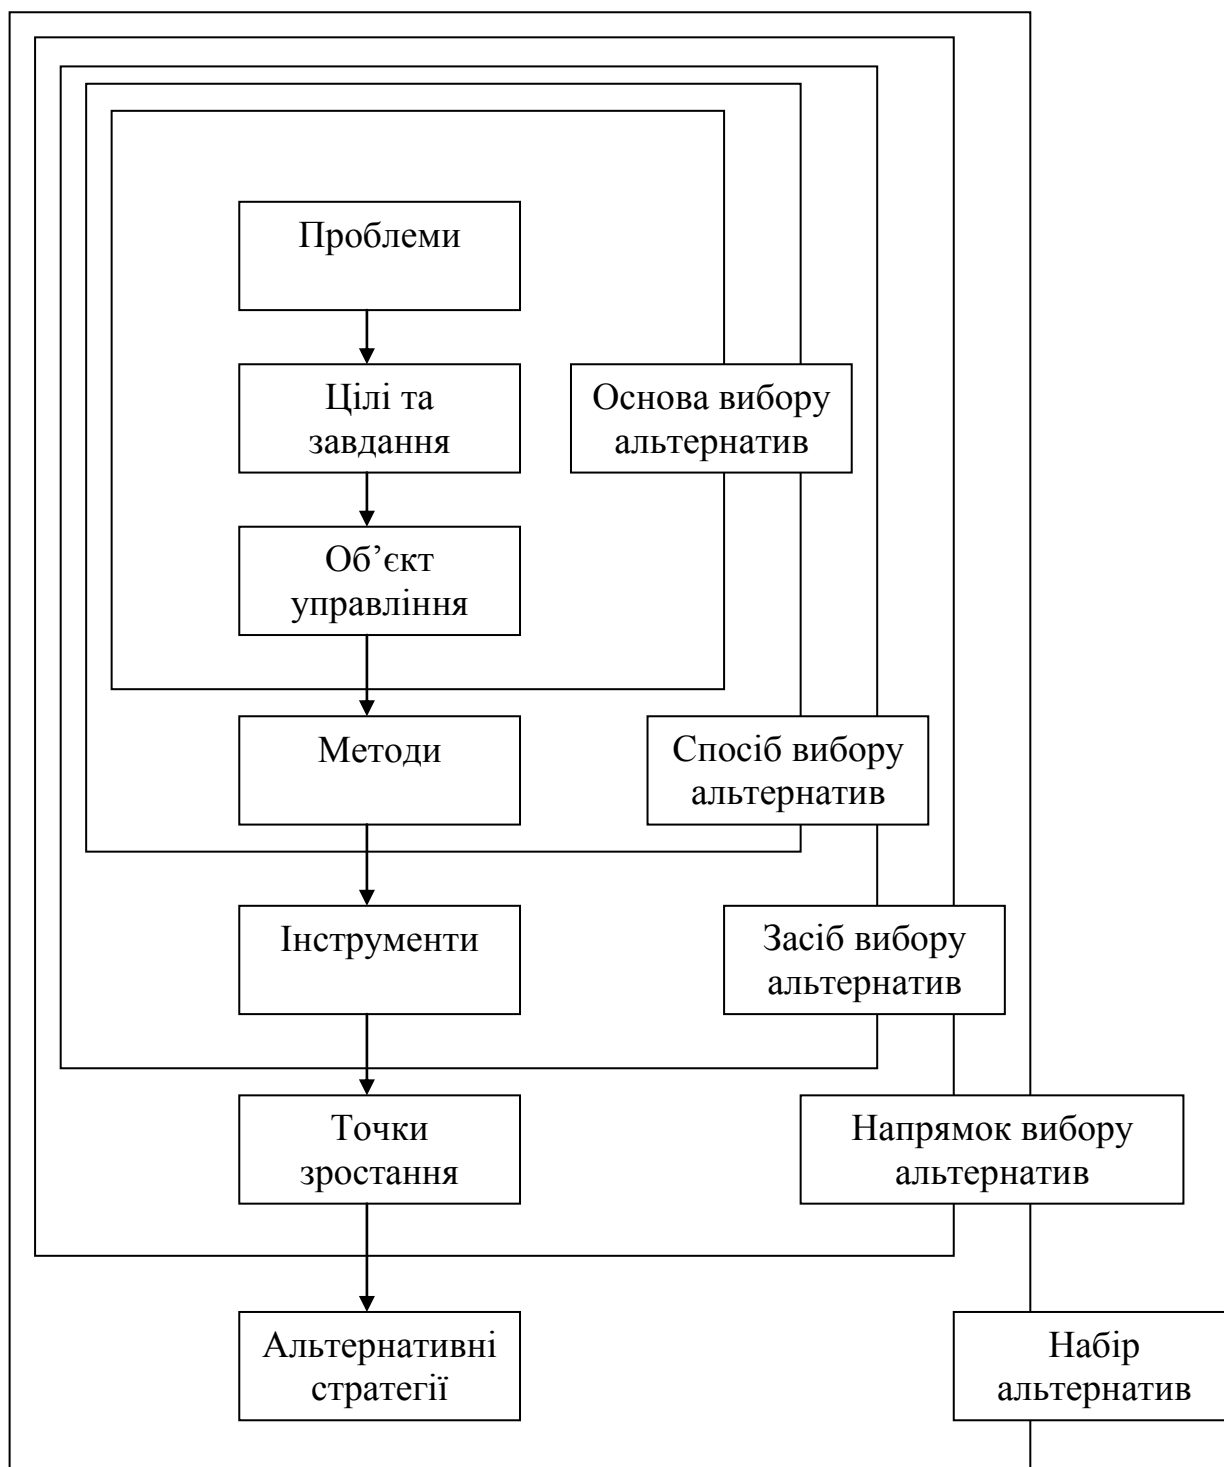 Проблеми
Цілі та
завдання
Основа вибору
альтернатив
Об’єкт
управління
Методи
Спосіб вибору
альтернатив
Інструменти
Засіб вибору
альтернатив
Точки
зростання
Напрямок вибору
альтернатив
Альтернативні
стратегії
Набір
альтернатив